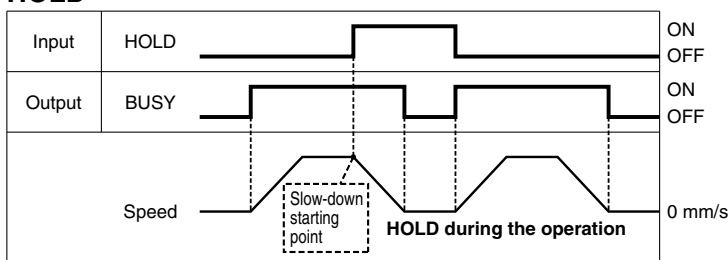 Input HOLD ON
OFF
Output BUSY ON
OFF
Speed 0 mm/s
Slow-down
starting
point
HOLD during the operation